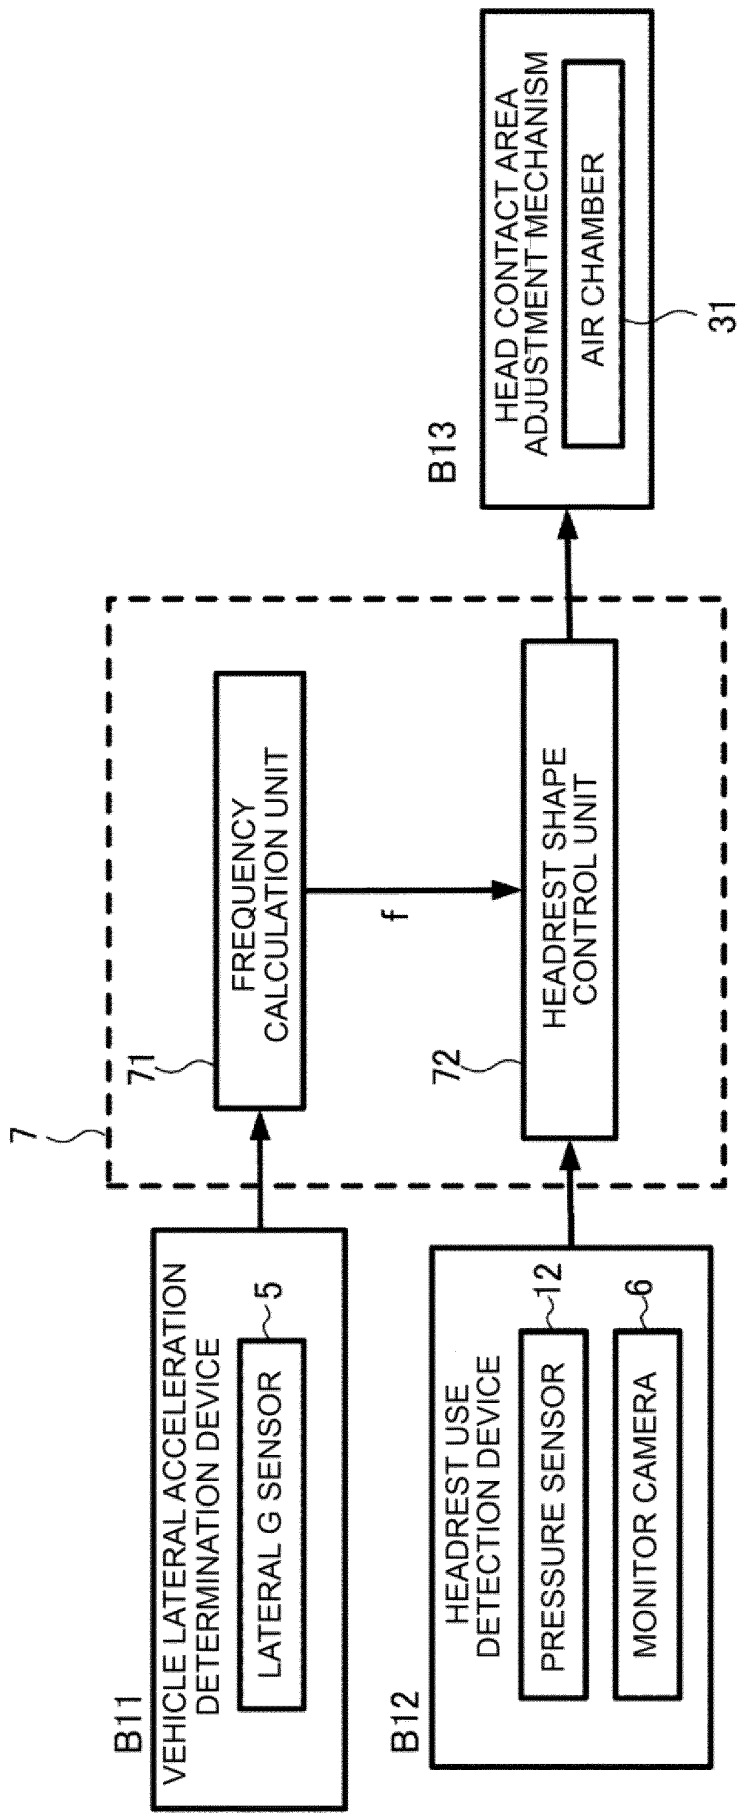 B11
VEHICLE LATERAL ACCELERATION
DETERMINATION DEVICE
LATERAL G SENSOR
5
B12
HEADREST USE
DETECTION DEVICE
PRESSURE SENSOR
12
MONITOR CAMERA
6
7
71
FREQUENCY
CALCULATION UNIT
f
72
HEADREST SHAPE
CONTROL UNIT
B13
HEAD CONTACT AREA
ADJUSTMENT MECHANISM
AIR CHAMBER
31